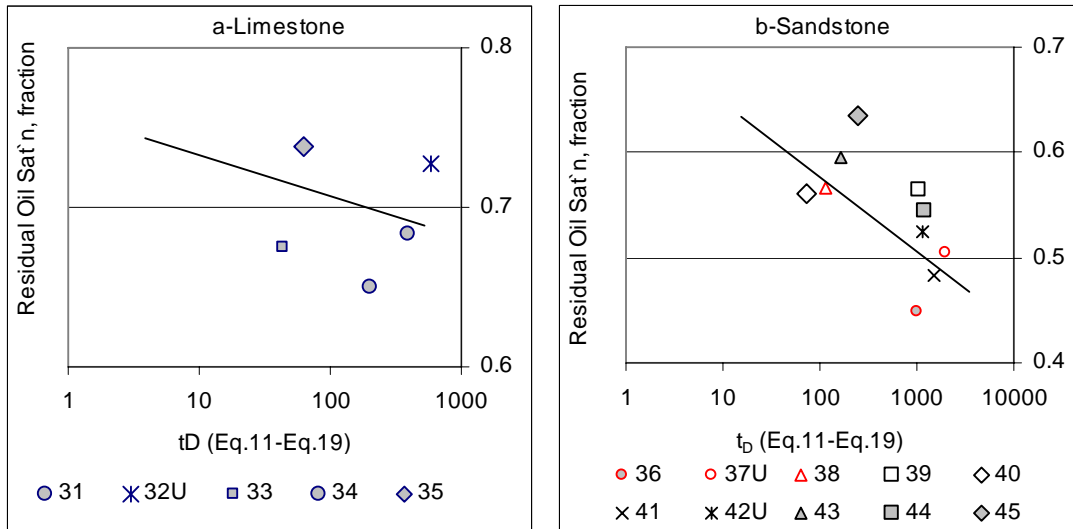 a-Limestone
0.8
0.7
0.6
Residual Oil Sat`n, fraction
1 10 100 1000
tD (Eq.11-Eq.19)
31 32U 33 34 35
b-Sandstone
0.7
0.6
0.5
0.4
Residual Oil Sat`n, fraction
1 10 100 1000 10000
tD (Eq.11-Eq.19)
36 37U 38 39 40
41 42U 43 44 45